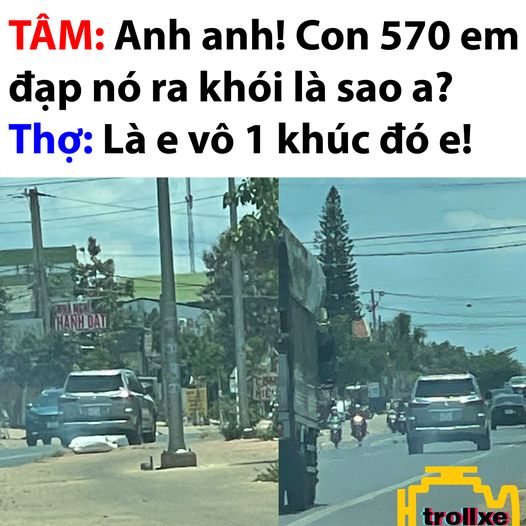 TÂM: Anh anh! Con 570 em
đạp nó ra khói là sao a?
Thợ: Là e vô 1 khúc đó e!
NHÀ NGHỈ
THÀNH ĐẠT
trollxe